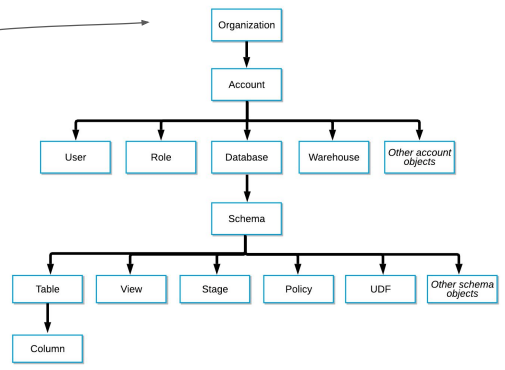 Organization
Account
User
Role
Database
Warehouse
Other account
objects
Schema
Table
View
Stage
Policy
UDF
Other schema
objects
Column